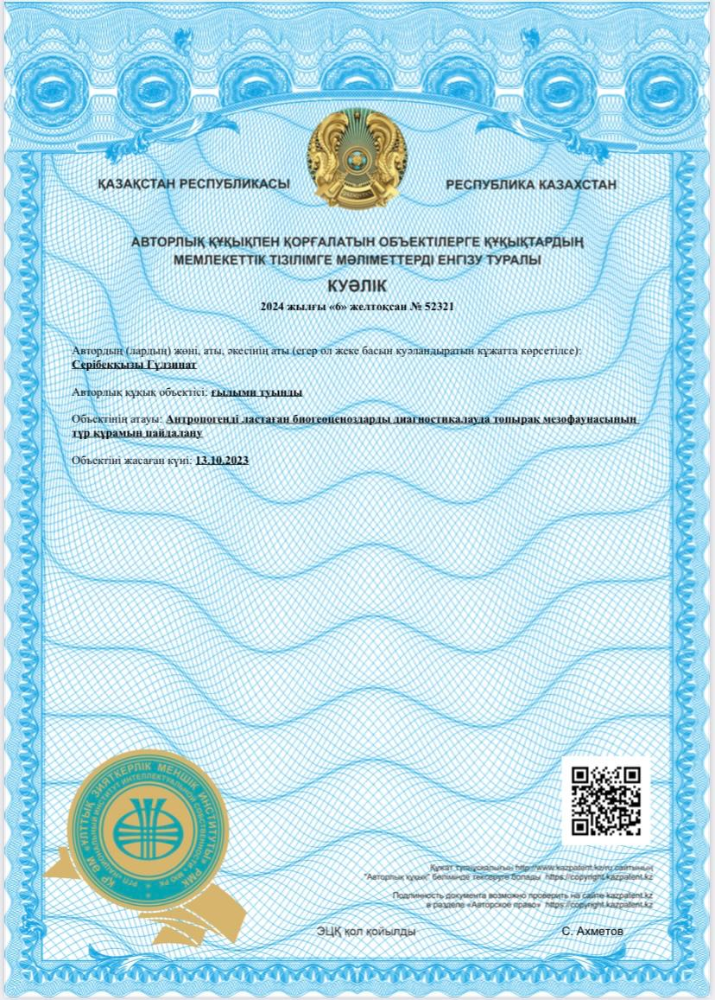 ҚАЗАҚСТАН РЕСПУБЛИКАСЫ
РЕСПУБЛИКА КАЗАХСТАН
АВТОРЛЫҚ ҚҰҚЫҚПЕН ҚОРҒАЛАТЫН ОБЪЕКТІЛЕРГЕ ҚҰҚЫҚТАРДЫҢ
МЕМЛЕКЕТТІК ТІЗІЛІМГЕ МӘЛІМЕТТЕРДІ ЕНГІЗУ ТУРАЛЫ
КУӘЛІК
2024 жылғы «6» желтоқсан № 52321
Автордың (лардың) жөні, аты, әкесінің аты (егер ол жеке басын куәландыратын құжатта көрсетілсе):
Серібекқызы Гүлзинат
Авторлық құқық объектісі: ғылыми туынды
Объектінің атауы: Антропогенді ластаған биогеоценоздарды диагностикалауда топырақ мезофаунасының
тұр құрамын пайдалану
Объектіні жасаған күні: 13.10.2023
ҚР ӘМ «ҰЛТТЫҚ ЗИЯТКЕРЛІК МЕНШІК ИНСТИТУТЫ» РМК
РГП «НАЦИОНАЛЬНЫЙ ИНСТИТУТ ИНТЕЛЛЕКТУАЛЬНОЙ СОБСТВЕННОСТИ» МЮ РК
Құжат түпнұсқалығын http://www.kazpatent.kz/ru сайтының
"Авторлық құқық" бөлімінде тексеруге болады https://copyright.kazpatent.kz
Подлинность документа возможно проверить на сайте kazpatent.kz
в разделе «Авторское право» https://copyright.kazpatent.kz
ЭЦҚ қол қойылды
С. Ахметов